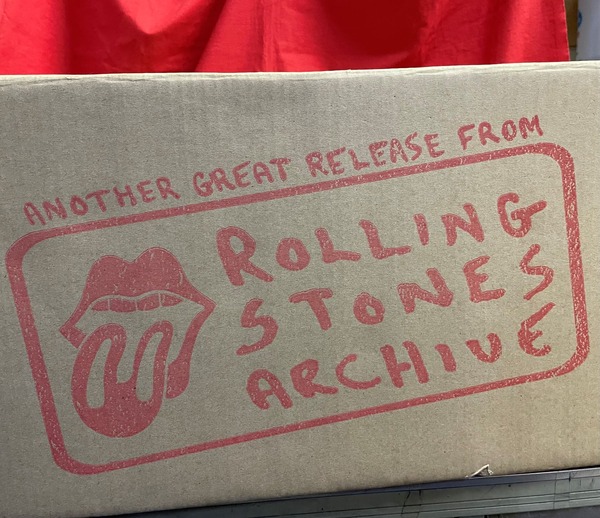 ANOTHER GREAT RELEASE FROM
ROLLING
STONES
ARCHIVE